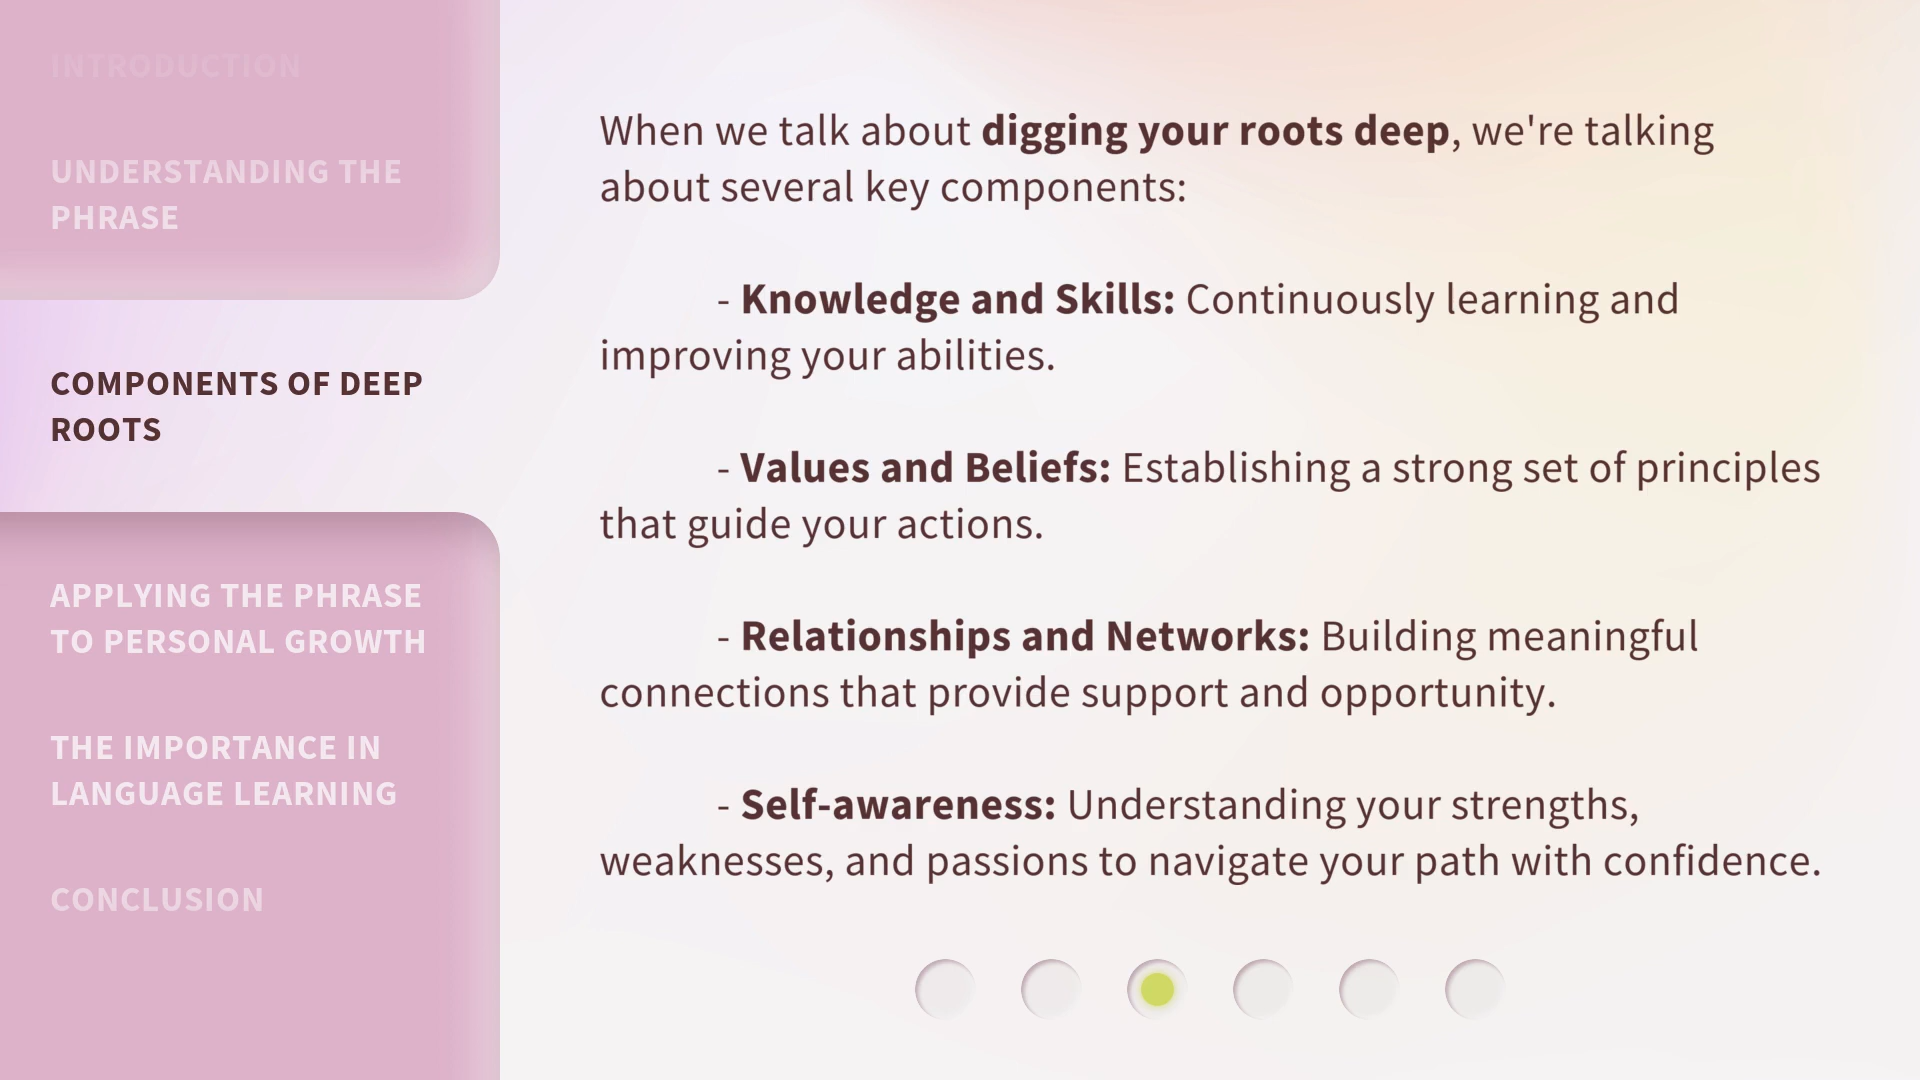 INTRODUCTION
UNDERSTANDING THE
PHRASE
COMPONENTS OF DEEP
ROOTS
APPLYING THE PHRASE
TO PERSONAL GROWTH
THE IMPORTANCE IN
LANGUAGE LEARNING
CONCLUSION
When we talk about digging your roots deep, we're talking
about several key components:
- Knowledge and Skills: Continuously learning and
improving your abilities.
- Values and Beliefs: Establishing a strong set of principles
that guide your actions.
- Relationships and Networks: Building meaningful
connections that provide support and opportunity.
- Self-awareness: Understanding your strengths,
weaknesses, and passions to navigate your path with confidence.